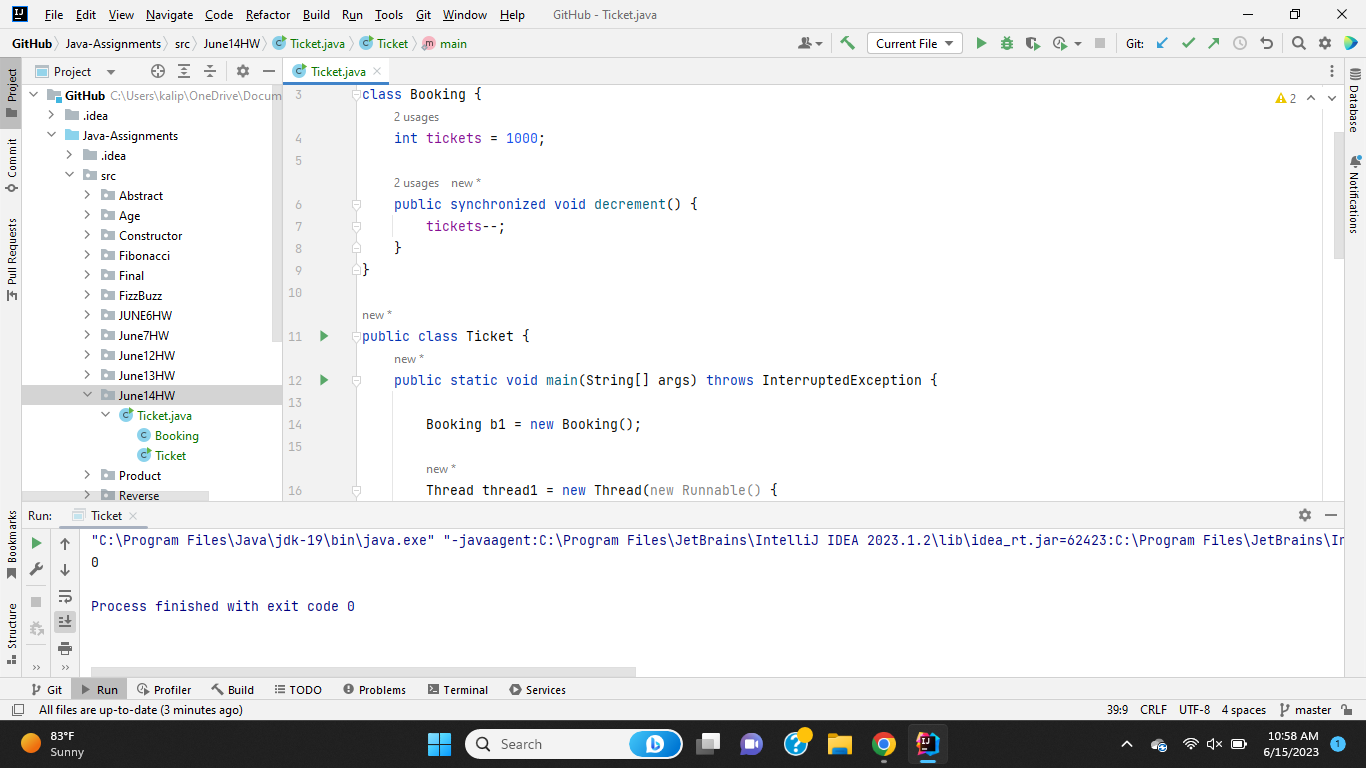 File Edit View Navigate Code Refactor Build Run Tools Git Window Help GitHub - Ticket.java
GitHub Java-Assignments src June14HW Ticket.java Ticket main Current File Git:
Project
Ticket.java
Project
Commit
Pull Requests
Bookmarks
Structure
GitHub C:\Users\kalip\OneDrive\Docum
.idea
Java-Assignments
.idea
src
Abstract
Age
Constructor
Fibonacci
Final
FizzBuzz
JUNE6HW
June7HW
June12HW
June13HW
June14HW
Ticket.java
Booking
Ticket
Product
Reverse
3 class Booking {
2 usages
4 int tickets = 1000;
5
2 usages new *
6 public synchronized void decrement() {
7 tickets--;
8 }
9 }
10
new *
11 public class Ticket {
new *
12 public static void main(String[] args) throws InterruptedException {
13
14 Booking b1 = new Booking();
15
new *
16 Thread thread1 = new Thread(new Runnable() {
2
Database
Notifications
Run: Ticket
"C:\Program Files\Java\jdk-19\bin\java.exe" "-javaagent:C:\Program Files\JetBrains\IntelliJ IDEA 2023.1.2\lib\idea_rt.jar=62423:C:\Program Files\JetBrains\In
0
Process finished with exit code 0
Git Run Profiler Build TODO Problems Terminal Services
All files are up-to-date (3 minutes ago) 39:9 CRLF UTF-8 4 spaces master
83°F
Sunny
Search
10:58 AM
6/15/2023
1